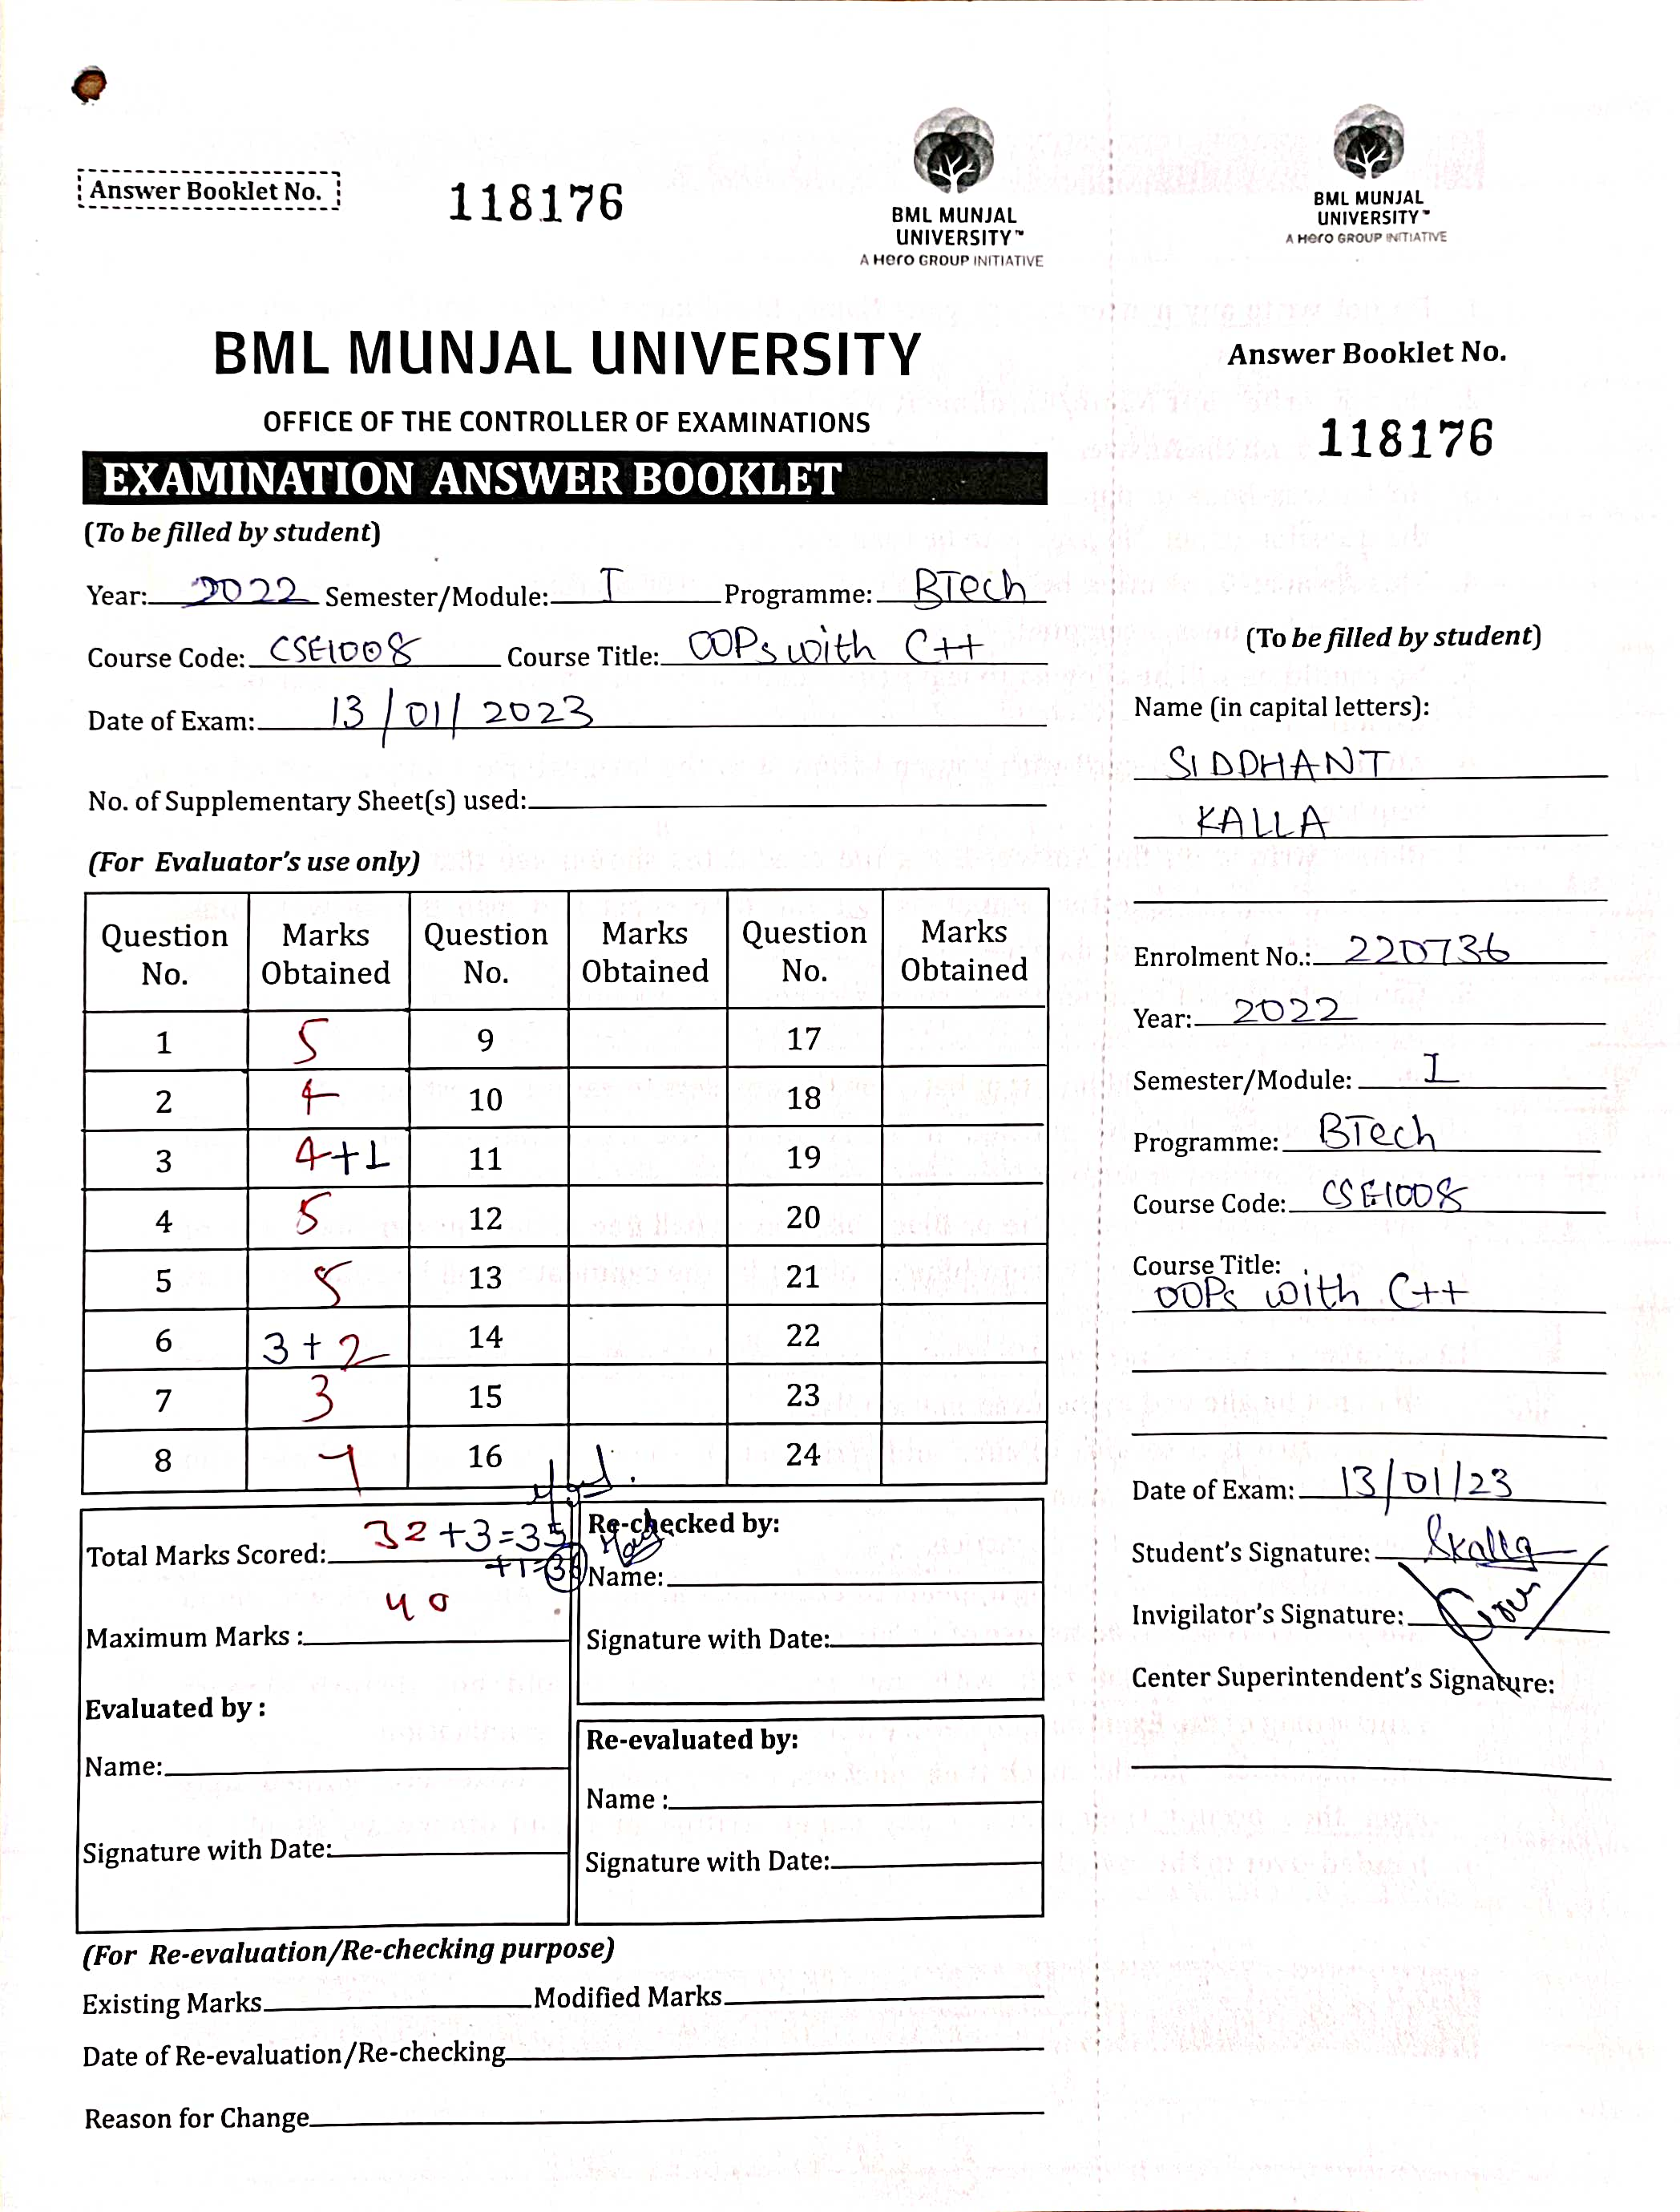 Answer Booklet No. 118176
BML MUNJAL
UNIVERSITY™
A Hero GROUP INITIATIVE
BML MUNJAL UNIVERSITY
OFFICE OF THE CONTROLLER OF EXAMINATIONS
EXAMINATION ANSWER BOOKLET
(To be filled by student)
Year: 2022 Semester/Module: I Programme: BTech
Course Code: CSE1008 Course Title: OOPs with C++
Date of Exam: 13/01/2023
No. of Supplementary Sheet(s) used:
(For Evaluator's use only)
Question No. Marks Obtained Question No. Marks Obtained Question No. Marks Obtained
1 5 9 17
2 4 10 18
3 4+1 11 19
4 5 12 20
5 5 13 21
6 3+2 14 22
7 3 15 23
8 4 16 24
Total Marks Scored: 32+3=35
+1=36
Maximum Marks : 40
Evaluated by :
Name:
Signature with Date:
Re-checked by:
Name:
Signature with Date:
Re-evaluated by:
Name :
Signature with Date:
(For Re-evaluation/Re-checking purpose)
Existing Marks Modified Marks
Date of Re-evaluation/Re-checking
Reason for Change
BML MUNJAL
UNIVERSITY™
A Hero GROUP INITIATIVE
Answer Booklet No.
118176
(To be filled by student)
Name (in capital letters):
SIDDHANT
KALLA
Enrolment No.: 220736
Year: 2022
Semester/Module: I
Programme: BTech
Course Code: CSE1008
Course Title:
OOPs with C++
Date of Exam: 13/01/23
Student's Signature: Skalla
Invigilator's Signature:
Center Superintendent's Signature: